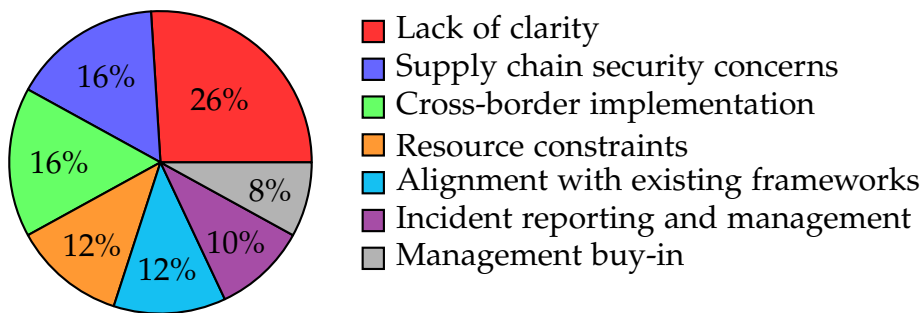 16%
26%
16%
12%
12%
10%
8%
Lack of clarity
Supply chain security concerns
Cross-border implementation
Resource constraints
Alignment with existing frameworks
Incident reporting and management
Management buy-in